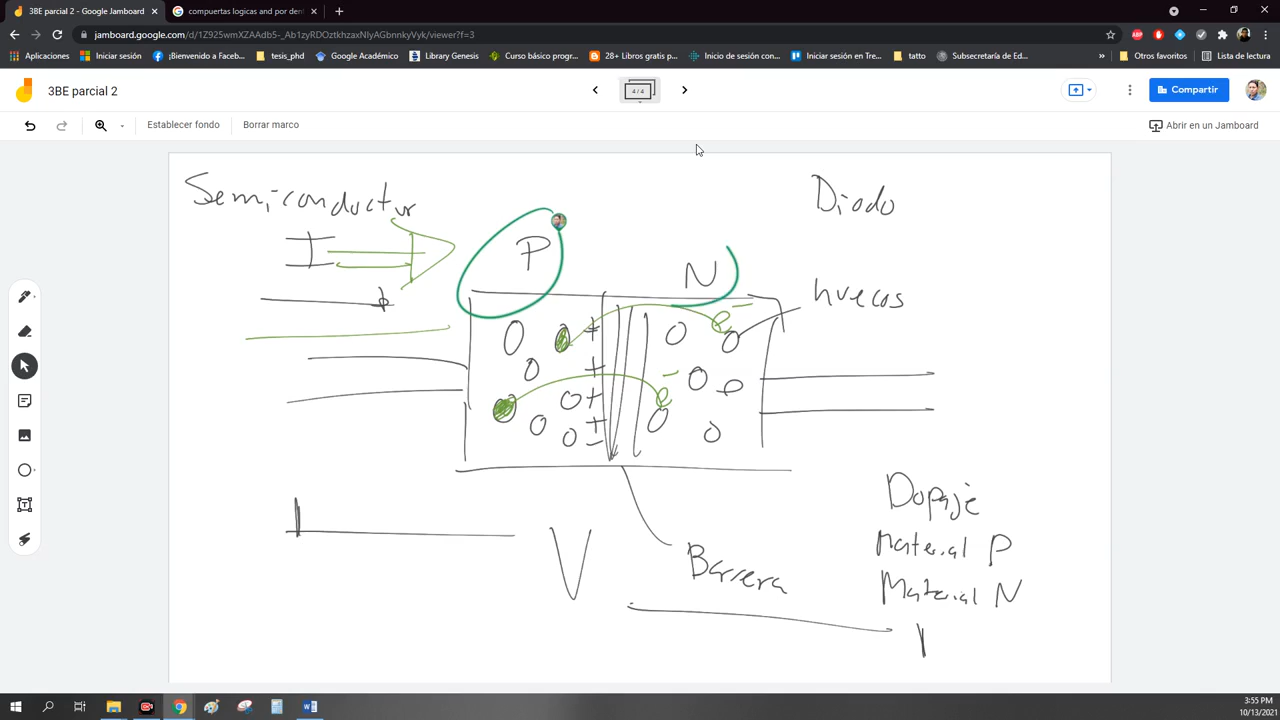 3BE parcial 2 - Google Jamboard
compuertas logicas and por den
jamboard.google.com/d/1Z925wmXZAAdb5-_Ab1zyRDOztkhzaxNlyAGbnnkyVyk/viewer?f=3
Aplicaciones
Iniciar sesión
¡Bienvenido a Facebo...
tesis_phd
Google Académico
Library Genesis
Curso básico progr...
28+ Libros gratis p...
Inicio de sesión con...
Iniciar sesión en Tre...
tatto
Subsecretaría de Ed...
»
Otros favoritos
Lista de lectura
3BE parcial 2
4 / 4
Compartir
Establecer fondo
Borrar marco
Abrir en un Jamboard
Semiconductor
Diodo
P
N
huecos
Dopaje
Material P
Material N
Barrera
V
3:55 PM
10/13/2021